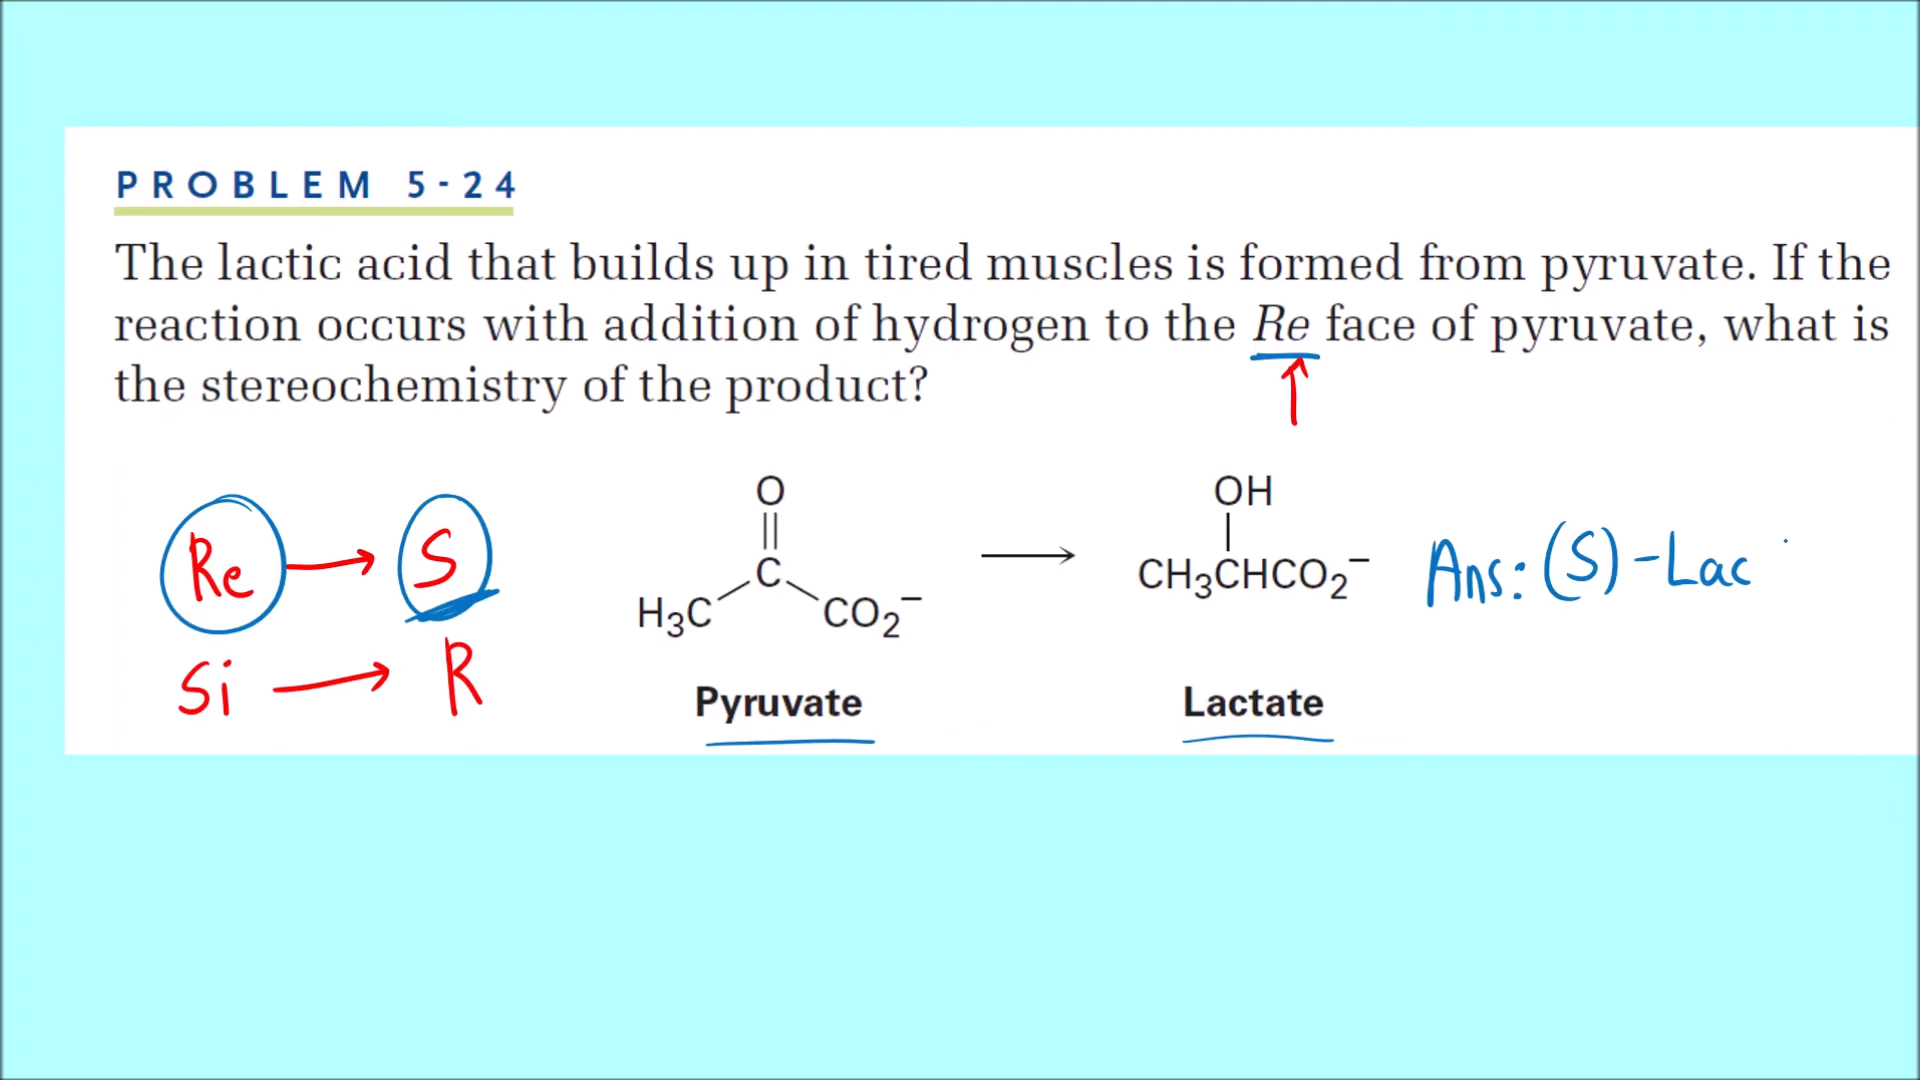 PROBLEM 5-24
The lactic acid that builds up in tired muscles is formed from pyruvate. If the
reaction occurs with addition of hydrogen to the Re face of pyruvate, what is
the stereochemistry of the product?
Re → S
Si → R
O
C
H₃C CO₂⁻
Pyruvate
OH
CH₃CHCO₂⁻
Lactate
Ans: (S)-Lac